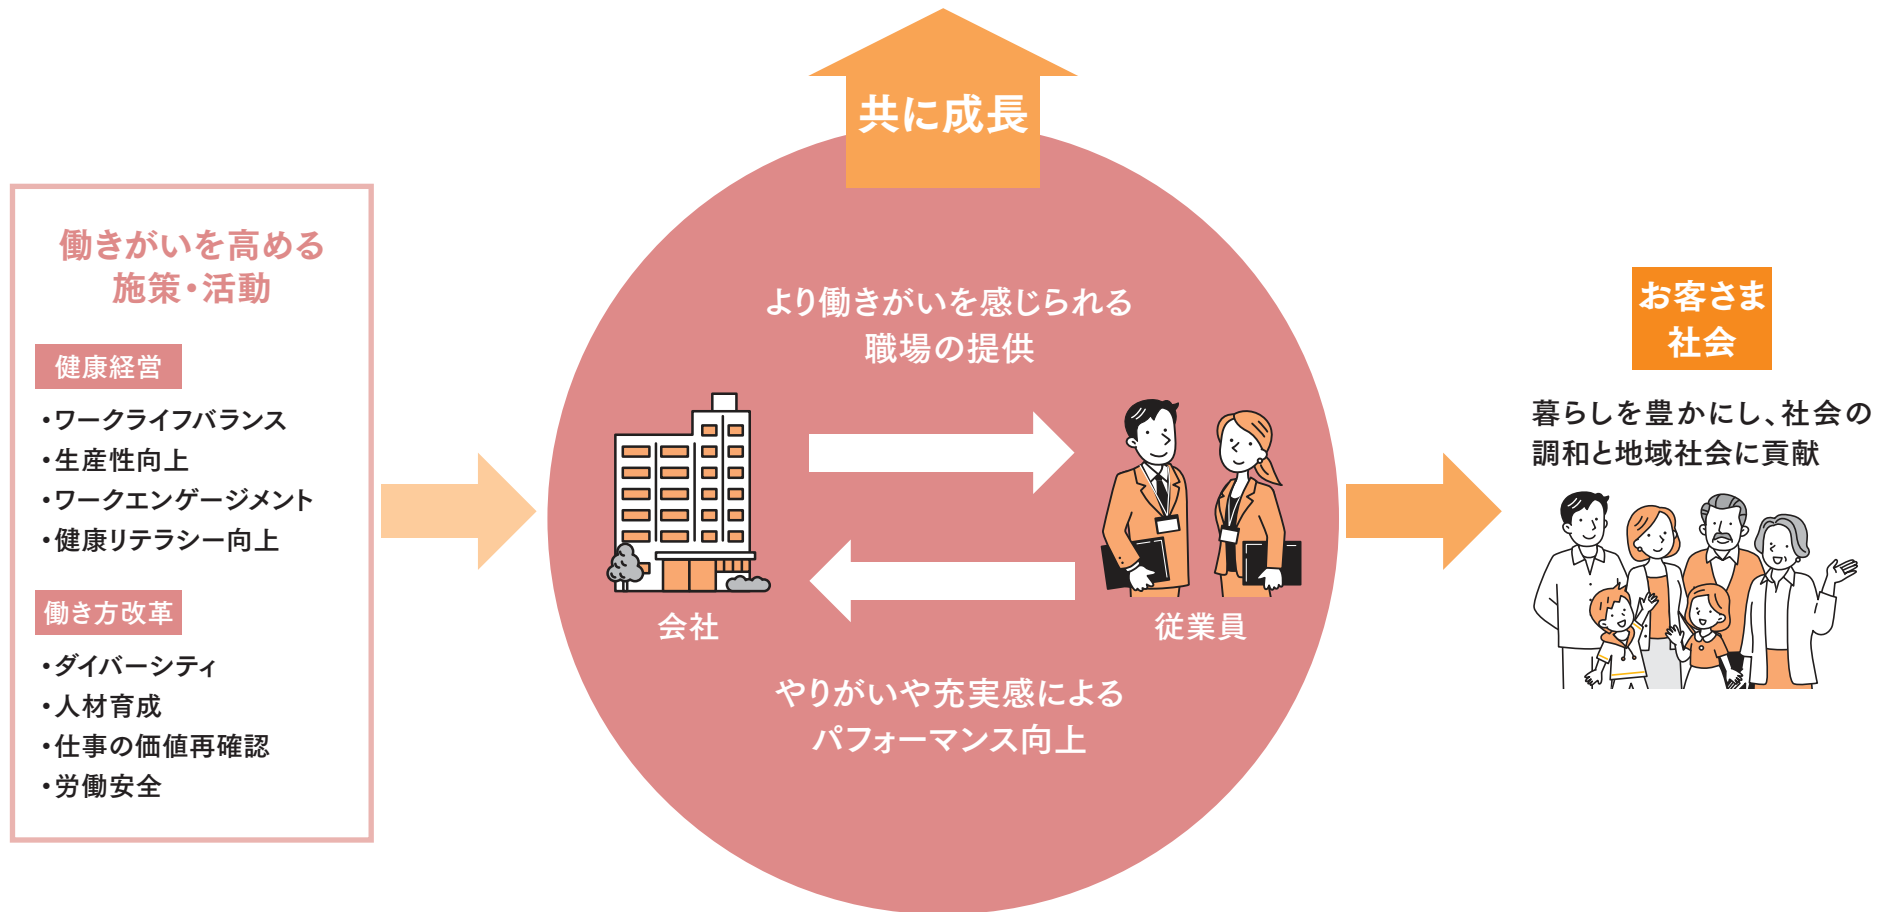 共に成長
働きがいを高める
施策・活動
健康経営
・ワークライフバランス
・生産性向上
・ワークエンゲージメント
・健康リテラシー向上
働き方改革
・ダイバーシティ
・人材育成
・仕事の価値再確認
・労働安全
より働きがいを感じられる
職場の提供
会社
従業員
やりがいや充実感による
パフォーマンス向上
お客さま
社会
暮らしを豊かにし、社会の
調和と地域社会に貢献